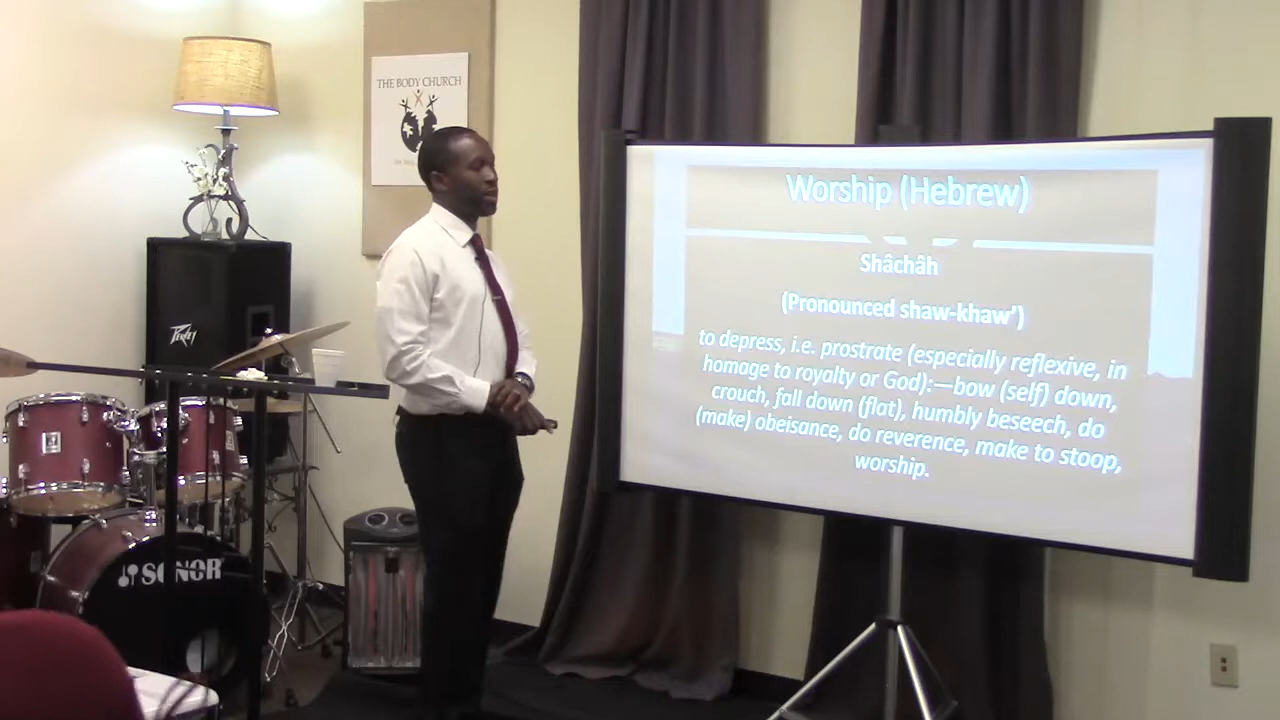 THE BODY CHURCH
Peavey
SONOR
Worship (Hebrew)
Shâchâh
(Pronounced shaw-khaw’)
to depress, i.e. prostrate (especially reflexive, in
homage to royalty or God):—bow (self) down,
crouch, fall down (flat), humbly beseech, do
(make) obeisance, do reverence, make to stoop,
worship.